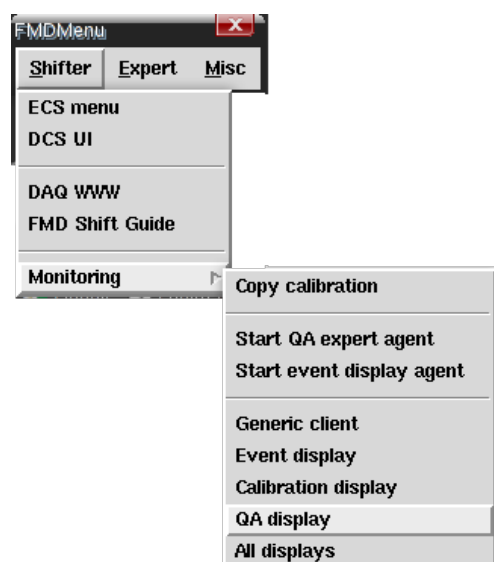 FMDMenu
Shifter Expert Misc
ECS menu
DCS UI
DAQ WWW
FMD Shift Guide
Monitoring
Copy calibration
Start QA expert agent
Start event display agent
Generic client
Event display
Calibration display
QA display
All displays